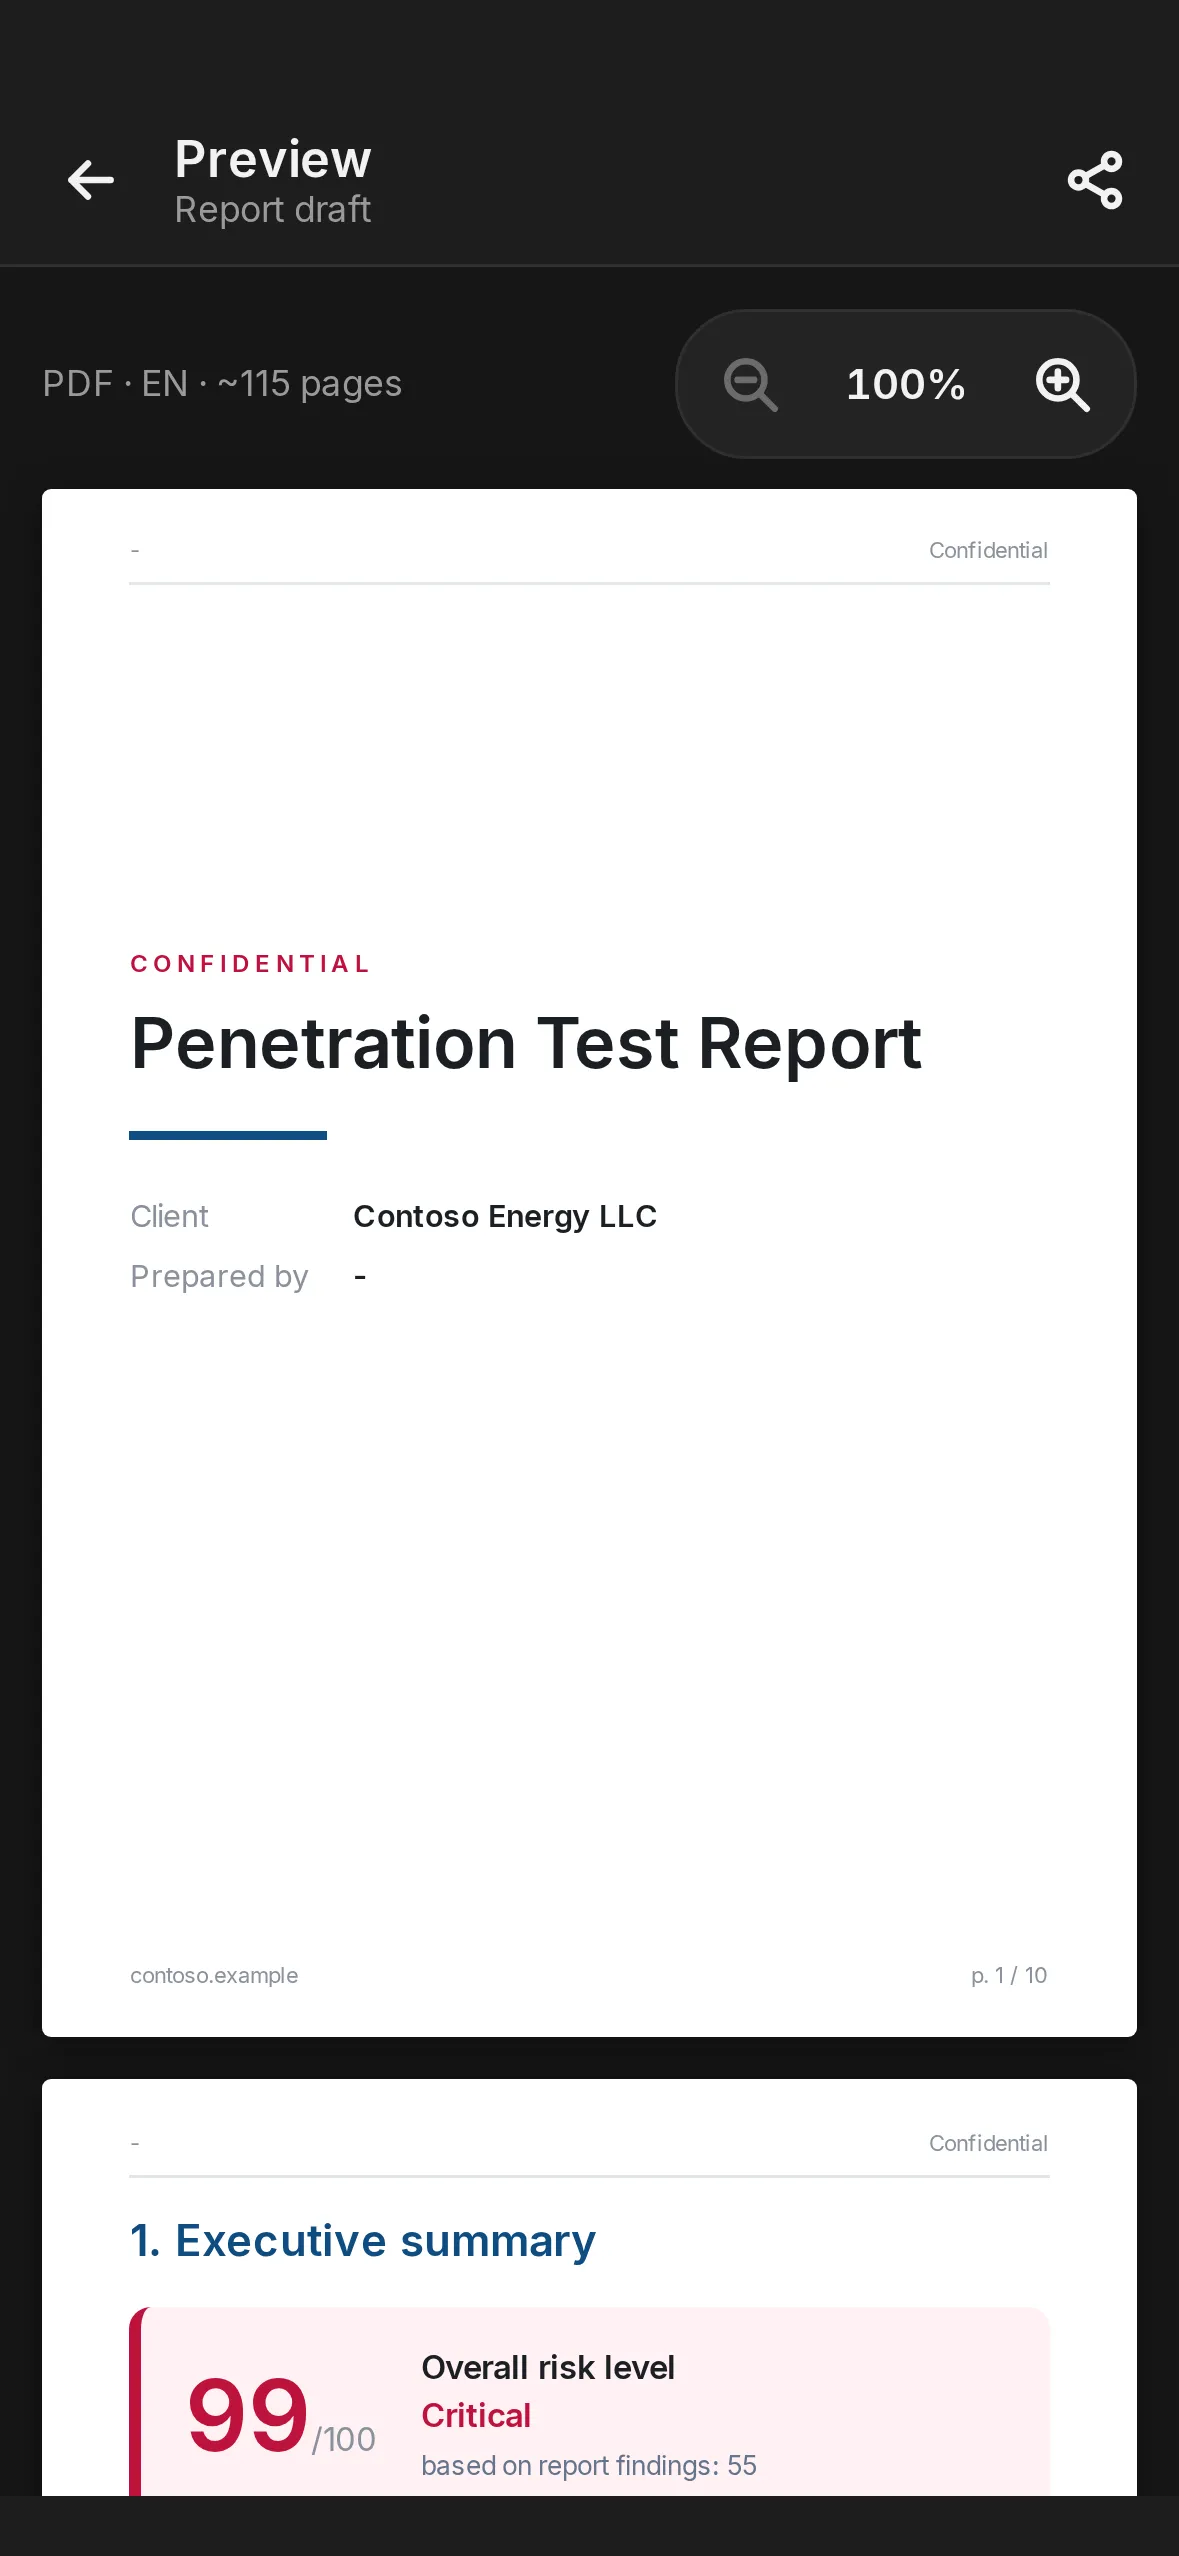 Preview
Report draft
PDF · EN · ~115 pages
100%
- Confidential
CONFIDENTIAL
Penetration Test Report
Client Contoso Energy LLC
Prepared by -
contoso.example p. 1 / 10
- Confidential
1. Executive summary
99/100
Overall risk level
Critical
based on report findings: 55